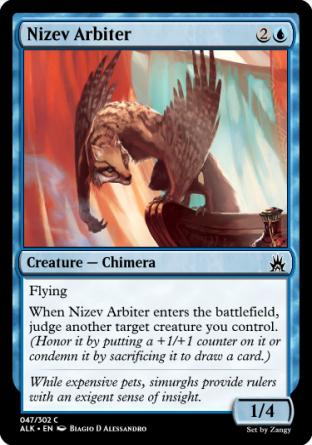 Nizev Arbiter 2
Creature — Chimera
Flying
When Nizev Arbiter enters the battlefield,
judge another target creature you control.
(Honor it by putting a +1/+1 counter on it or
condemn it by sacrificing it to draw a card.)
While expensive pets, simurghs provide rulers
with an exigent sense of insight.
1/4
047/302 C
ALK • EN Biagio D Alessandro
Set by Zangy